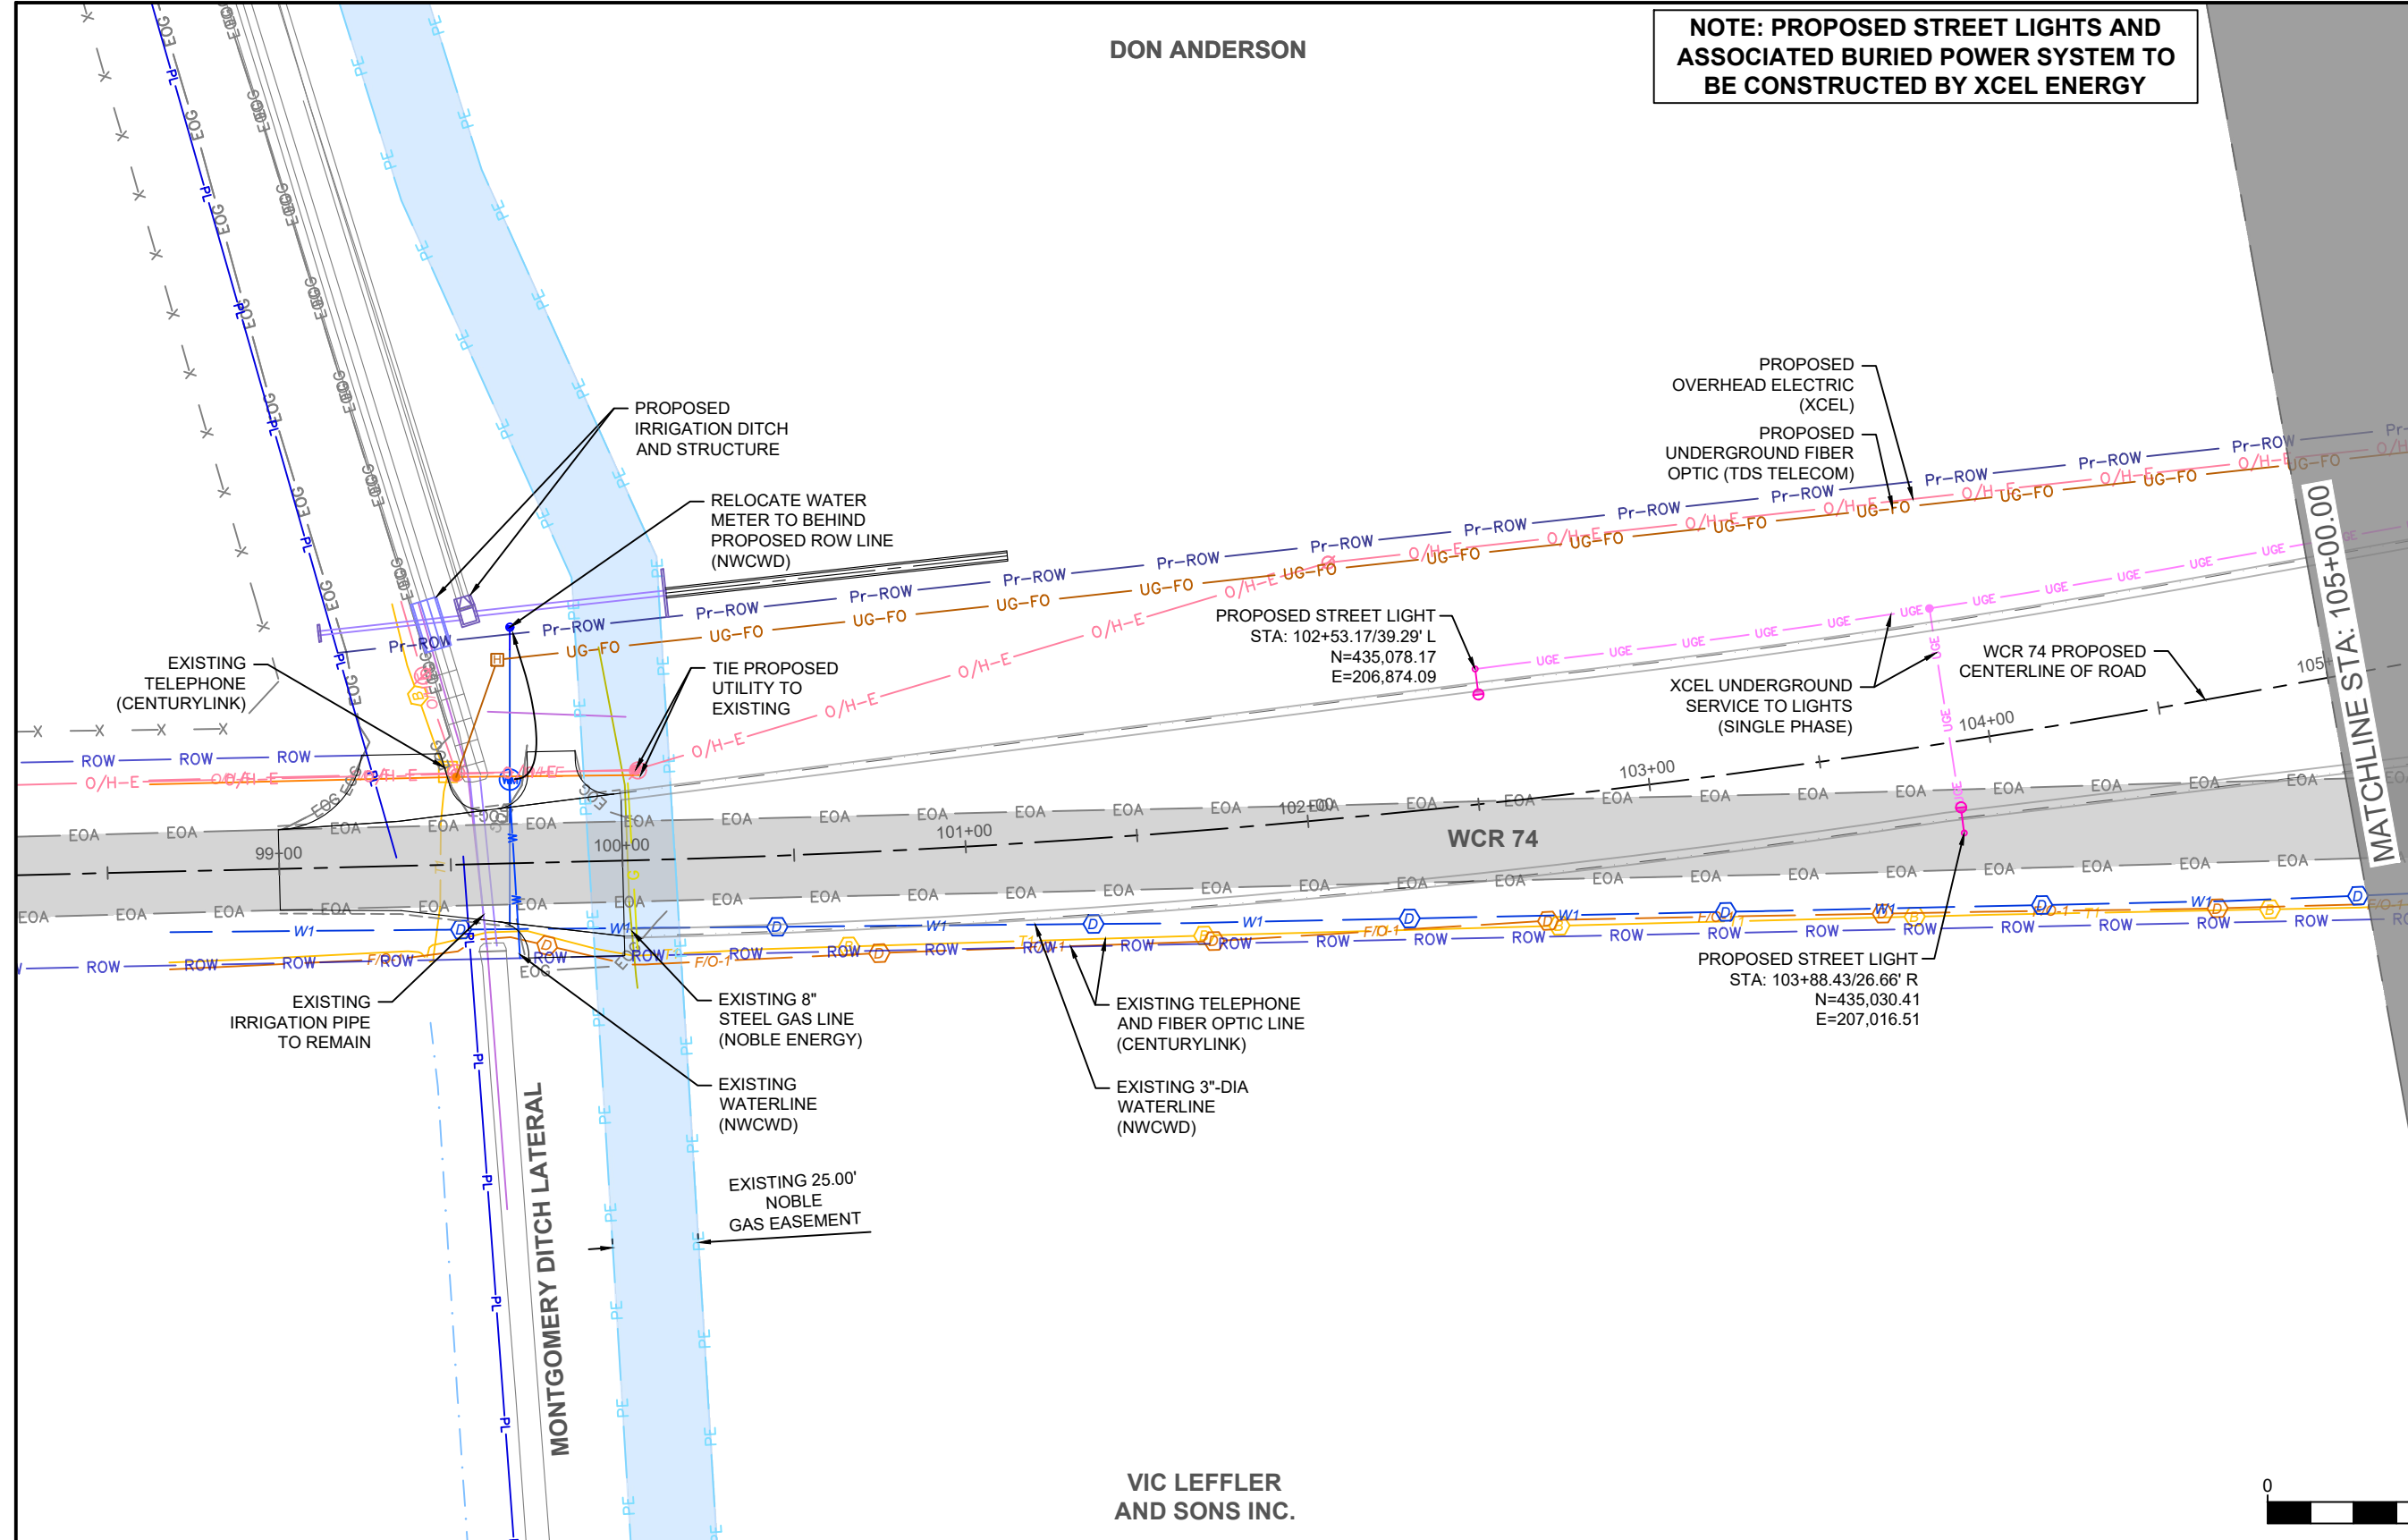 DON ANDERSON
NOTE: PROPOSED STREET LIGHTS AND
ASSOCIATED BURIED POWER SYSTEM TO
BE CONSTRUCTED BY XCEL ENERGY
PROPOSED
OVERHEAD ELECTRIC
(XCEL)
PROPOSED
UNDERGROUND FIBER
OPTIC (TDS TELECOM)
PROPOSED
IRRIGATION DITCH
AND STRUCTURE
RELOCATE WATER
METER TO BEHIND
PROPOSED ROW LINE
(NWCWD)
PROPOSED STREET LIGHT
STA: 102+53.17/39.29' L
N=435,078.17
E=206,874.09
EXISTING
TELEPHONE
(CENTURYLINK)
TIE PROPOSED
UTILITY TO
EXISTING
XCEL UNDERGROUND
SERVICE TO LIGHTS
(SINGLE PHASE)
WCR 74 PROPOSED
CENTERLINE OF ROAD
MATCHLINE STA: 105+00.00
99+00
100+00
101+00
102+00
103+00
104+00
WCR 74
PROPOSED STREET LIGHT
STA: 103+88.43/26.66' R
N=435,030.41
E=207,016.51
EXISTING
IRRIGATION PIPE
TO REMAIN
EXISTING 8"
STEEL GAS LINE
(NOBLE ENERGY)
EXISTING TELEPHONE
AND FIBER OPTIC LINE
(CENTURYLINK)
EXISTING
WATERLINE
(NWCWD)
EXISTING 3"-DIA
WATERLINE
(NWCWD)
MONTGOMERY DITCH LATERAL
EXISTING 25.00'
NOBLE
GAS EASEMENT
VIC LEFFLER
AND SONS INC.
0